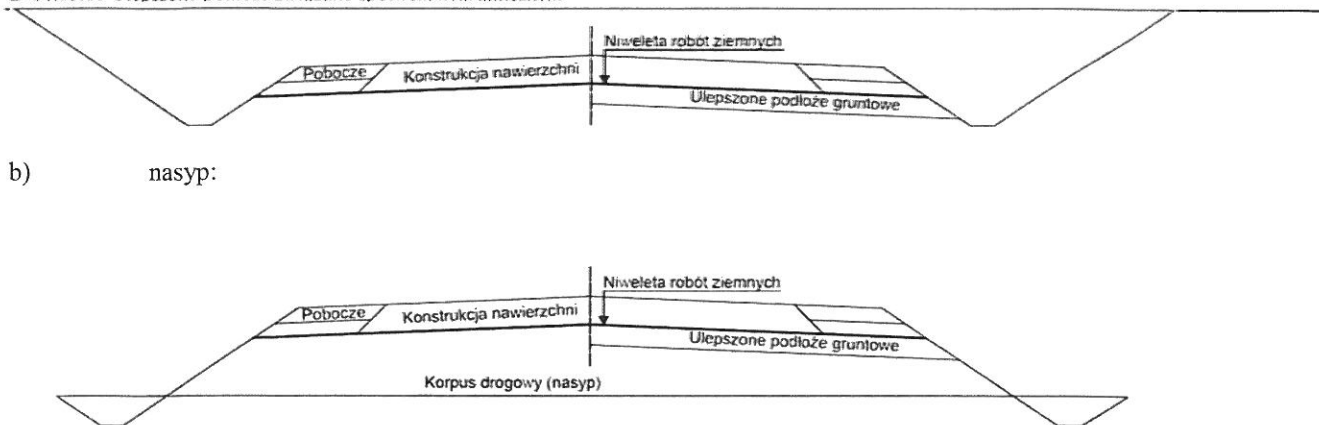 Niweleta robót ziemnych
Pobocze
Konstrukcja nawierzchni
Ulepszone podłoże gruntowe
b) nasyp:
Niweleta robót ziemnych
Pobocze
Konstrukcja nawierzchni
Ulepszone podłoże gruntowe
Korpus drogowy (nasyp)